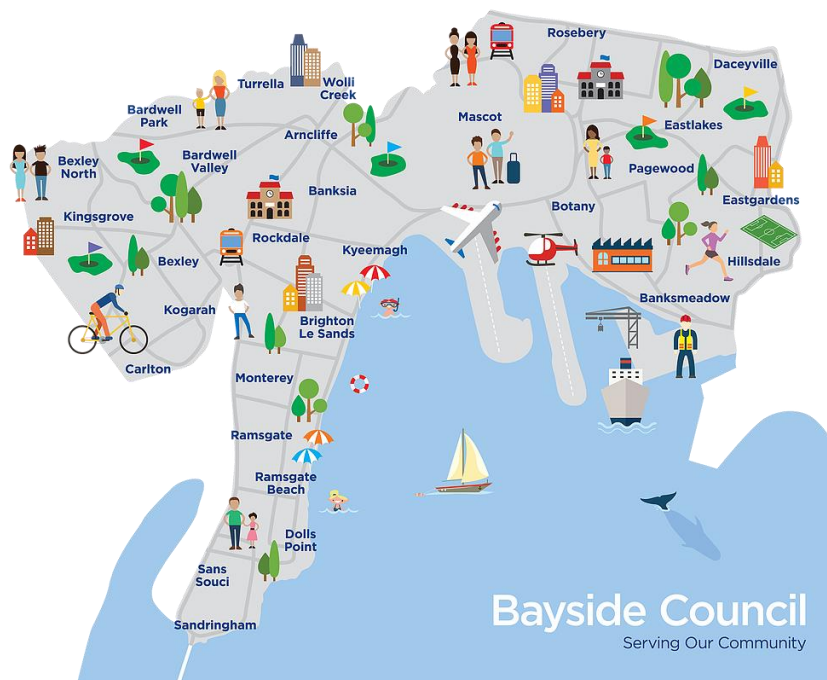 Rosebery
Daceyville
Turrella
Wolli
Creek
Bardwell
Park
Mascot
Eastlakes
Arncliffe
Bexley
North
Bardwell
Valley
Pagewood
Banksia
Eastgardens
Botany
Kingsgrove
Rockdale
Kyeemagh
Bexley
Hillsdale
Banksmeadow
Kogarah
Brighton
Le Sands
Carlton
Monterey
Ramsgate
Ramsgate
Beach
Dolls
Point
Sans
Souci
Sandringham
Bayside Council
Serving Our Community